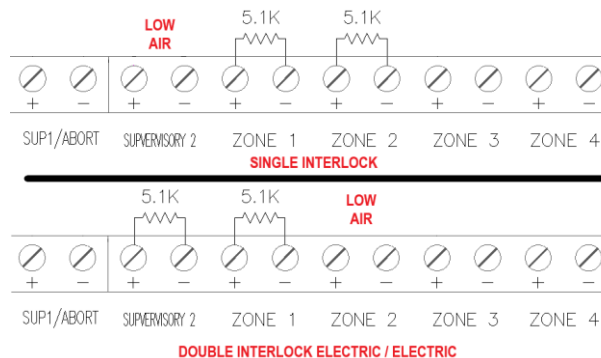 5.1K 5.1K
LOW
AIR
+ − + − + − + − + − +
SUP1/ABORT SUPVERVISORY 2 ZONE 1 ZONE 2 ZONE 3 ZONE 4
SINGLE INTERLOCK
5.1K 5.1K
LOW
AIR
+ − + − + − + − + − +
SUP1/ABORT SUPVERVISORY 2 ZONE 1 ZONE 2 ZONE 3 ZONE 4
DOUBLE INTERLOCK ELECTRIC / ELECTRIC